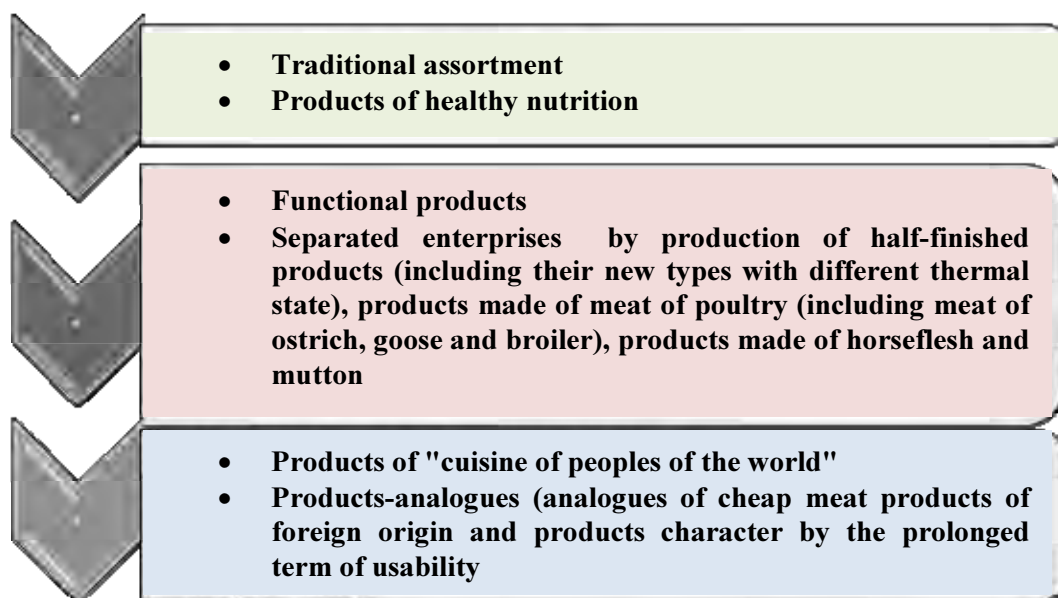 • Traditional assortment
• Products of healthy nutrition
• Functional products
• Separated enterprises by production of half-finished
products (including their new types with different thermal
state), products made of meat of poultry (including meat of
ostrich, goose and broiler), products made of horseflesh and
mutton
• Products of "cuisine of peoples of the world"
• Products-analogues (analogues of cheap meat products of
foreign origin and products character by the prolonged
term of usability